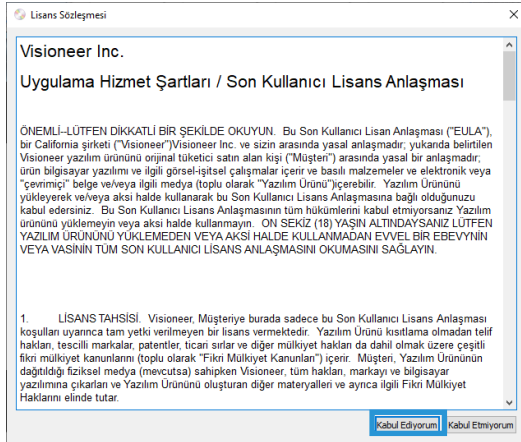 Lisans Sözleşmesi
Visioneer Inc.
Uygulama Hizmet Şartları / Son Kullanıcı Lisans Anlaşması
ÖNEMLİ--LÜTFEN DİKKATLİ BİR ŞEKİLDE OKUYUN. Bu Son Kullanıcı Lisan Anlaşması ("EULA"),
bir California şirketi ("Visioneer")Visioneer Inc. ve sizin arasında yasal anlaşmadır; yukarıda belirtilen
Visioneer yazılım ürününü orijinal tüketici satın alan kişi ("Müşteri") arasında yasal bir anlaşmadır;
ürün bilgisayar yazılımı ve ilgili görsel-işitsel çalışmalar içerir ve basılı malzemeler ve elektronik veya
"çevrimiçi" belge ve/veya ilgili medya (toplu olarak "Yazılım Ürünü")içerebilir. Yazılım Ürününü
yükleyerek ve/veya aksi halde kullanarak bu Son Kullanıcı Lisans Anlaşmasına bağlı olduğunuzu
kabul edersiniz. Bu Son Kullanıcı Lisans Anlaşmasının tüm hükümlerini kabul etmiyorsanız Yazılım
ürününü yüklemeyin veya aksi halde kullanmayın. ON SEKİZ (18) YAŞIN ALTINDAYSANIZ LÜTFEN
YAZILIM ÜRÜNÜNÜ YÜKLEMEDEN VEYA AKSİ HALDE KULLANMADAN EVVEL BİR EBEVYNİN
VEYA VASİNİN TÜM SON KULLANICI LİSANS ANLAŞMASINI OKUMASINI SAĞLAYIN.
1. LİSANS TAHSİSİ. Visioneer, Müşteriye burada sadece bu Son Kullanıcı Lisans Anlaşması
koşulları uyarınca tam yetki verilmeyen bir lisans vermektedir. Yazılım Ürünü kısıtlama olmadan telif
hakları, tescilli markalar, patentler, ticari sırlar ve diğer mülkiyet hakları da dahil olmak üzere çeşitli
fikri mülkiyet kanunlarını (toplu olarak "Fikri Mülkiyet Kanunları") içerir. Müşteri, Yazılım Ürününün
dağıtıldığı fiziksel medya (mevcutsa) sahipken Visioneer, tüm hakları, markayı ve bilgisayar
yazılımına çıkarları ve Yazılım Ürününü oluşturan diğer materyalleri ve ayrıca ilgili Fikri Mülkiyet
Haklarını elinde tutar.
Kabul Ediyorum Kabul Etmiyorum